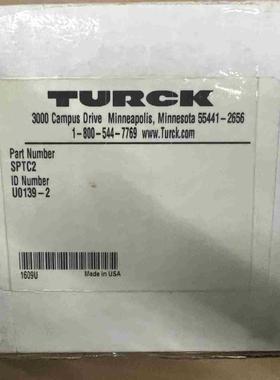 TURCK
3000 Campus Drive Minneapolis, Minnesota 55441-2656
1-800-544-7769 www.Turck.com
Part Number
SPTC2
ID Number
U0139-2
1609U Made in USA